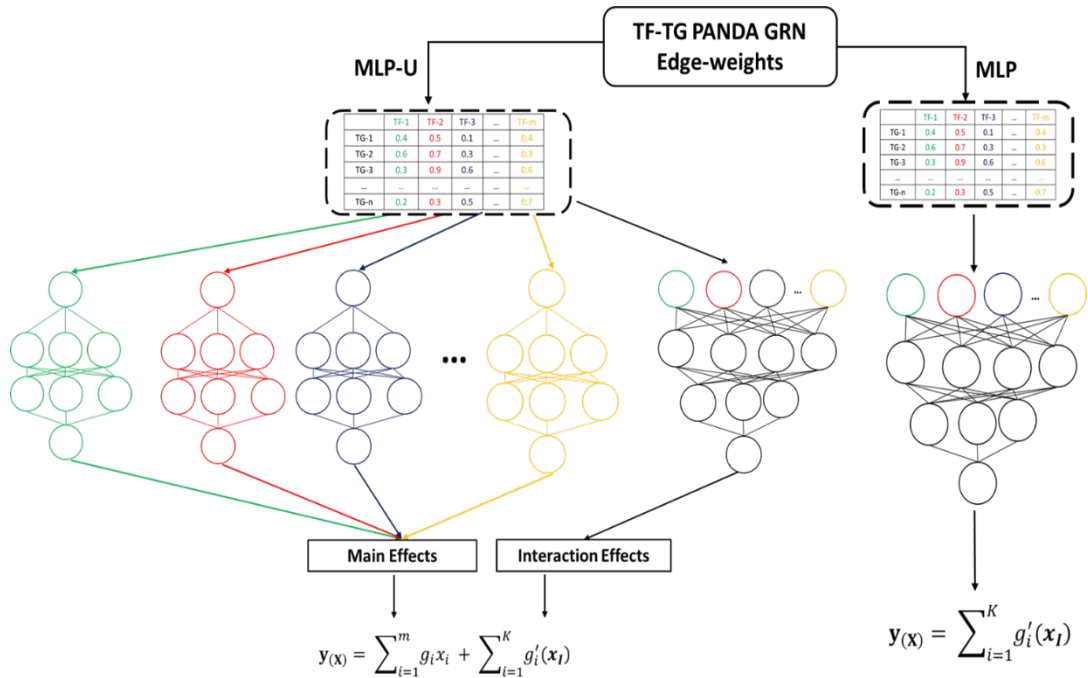 TF-TG PANDA GRN
Edge-weights
MLP-U
MLP
TF-1 TF-2 TF-3 ... TF-m
TG-1 0.4 0.5 0.1 ... 0.4
TG-2 0.6 0.7 0.3 ... 0.3
TG-3 0.3 0.9 0.6 ... 0.6
... ... ... ... ...
TG-n 0.2 0.3 0.5 ... 0.7
TF-1 TF-2 TF-3 ... TF-m
TG-1 0.4 0.5 0.1 ... 0.4
TG-2 0.6 0.7 0.3 ... 0.3
TG-3 0.3 0.9 0.6 ... 0.6
... ... ... ... ...
TG-n 0.2 0.3 0.5 ... 0.7
...
...
...
Main Effects
Interaction Effects
y(X) = ∑_{i=1}^{m} g_i x_i + ∑_{i=1}^{K} g′_i(x_I)
y(X) = ∑_{i=1}^{K} g′_i(x_I)